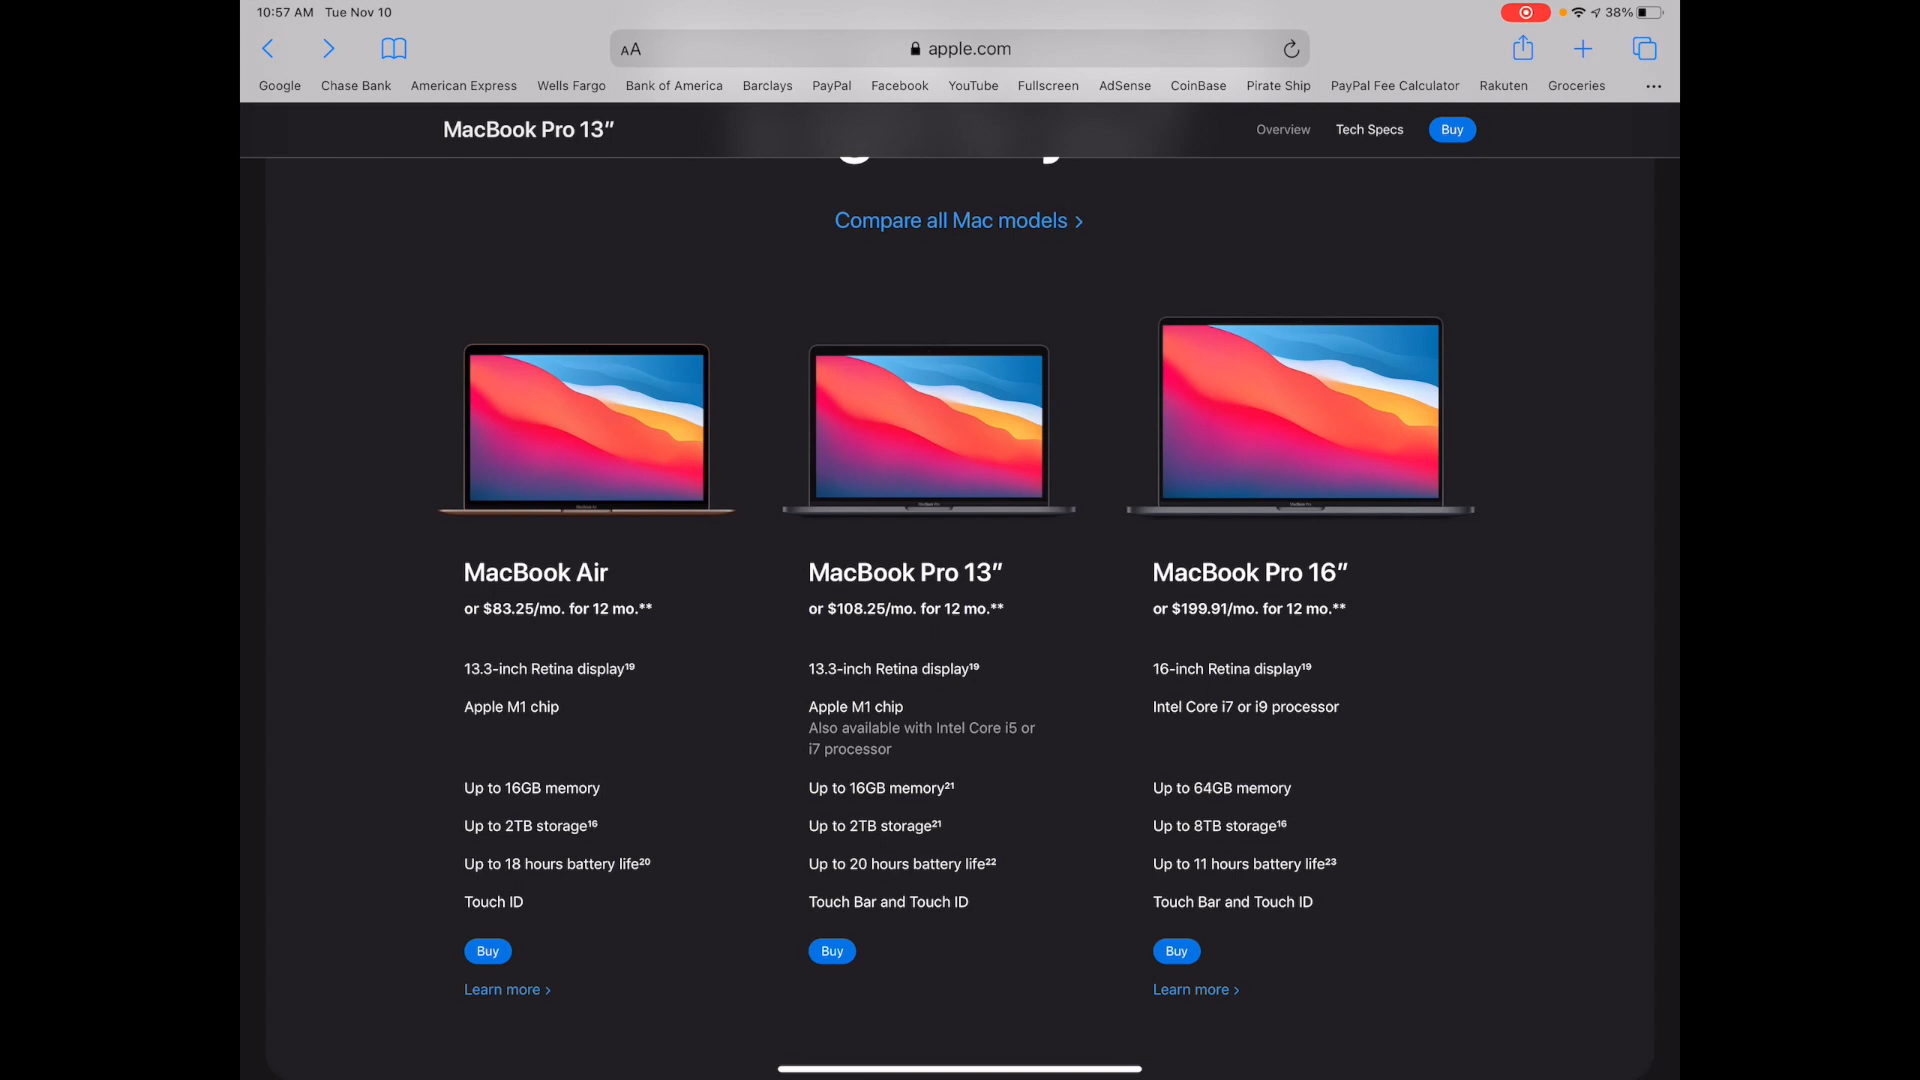 10:57 AM Tue Nov 10
38%
AA
apple.com
Google Chase Bank American Express Wells Fargo Bank of America Barclays PayPal Facebook YouTube Fullscreen AdSense CoinBase Pirate Ship PayPal Fee Calculator Rakuten Groceries ...
MacBook Pro 13″
Overview Tech Specs Buy
Compare all Mac models >
MacBook Air
or $83.25/mo. for 12 mo.**
13.3-inch Retina display¹⁹
Apple M1 chip
Up to 16GB memory
Up to 2TB storage¹⁶
Up to 18 hours battery life²⁰
Touch ID
Buy
Learn more >
MacBook Pro 13″
or $108.25/mo. for 12 mo.**
13.3-inch Retina display¹⁹
Apple M1 chip
Also available with Intel Core i5 or
i7 processor
Up to 16GB memory²¹
Up to 2TB storage²¹
Up to 20 hours battery life²²
Touch Bar and Touch ID
Buy
MacBook Pro 16″
or $199.91/mo. for 12 mo.**
16-inch Retina display¹⁹
Intel Core i7 or i9 processor
Up to 64GB memory
Up to 8TB storage¹⁶
Up to 11 hours battery life²³
Touch Bar and Touch ID
Buy
Learn more >